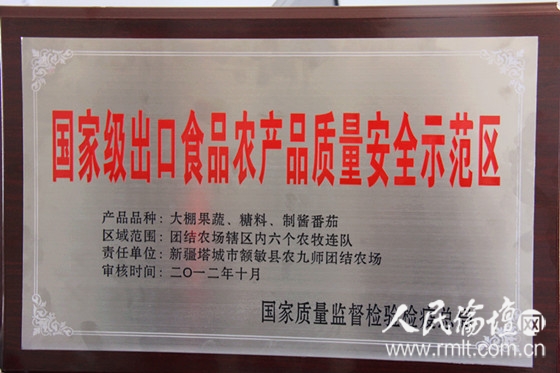 国家级出口食品农产品质量安全示范区
产品品种：大棚果蔬、糖料、制酱番茄
区域范围：团结农场辖区内六个农牧连队
责任单位：新疆塔城市额敏县农九师团结农场
审核时间：二〇一二年十月
国家质量监督检验检疫总局
人民论坛网
www.rmlt.com.cn